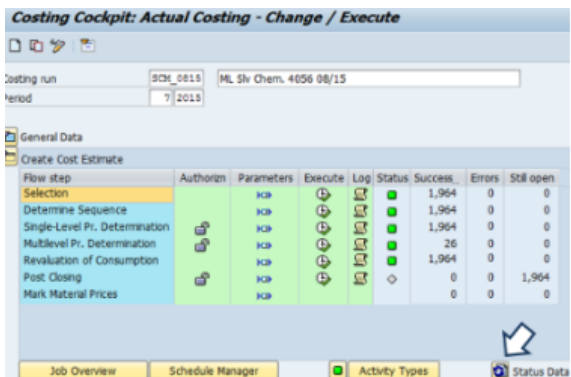 Costing Cockpit: Actual Costing - Change / Execute
Costing run SCM_0815 ML Slv Chem. 4056 08/15
Period 7 2015
General Data
Create Cost Estimate
Flow step Authorizn Parameters Execute Log Status Success_ Errors Still open
Selection 1,964 0 0
Determine Sequence 1,964 0 0
Single-Level Pr. Determination 1,964 0 0
Multilevel Pr. Determination 26 0 0
Revaluation of Consumption 1,964 0 0
Post Closing 0 0 1,964
Mark Material Prices 0 0 0
Job Overview Schedule Manager Activity Types Status Data